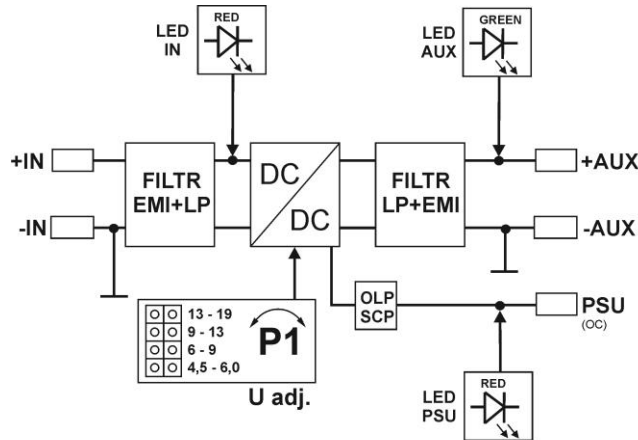 LED
IN
RED
LED
AUX
GREEN
+IN
FILTR
EMI+LP
DC
DC
FILTR
LP+EMI
+AUX
-IN
-AUX
13 - 19
9 - 13
6 - 9
4,5 - 6,0
P1
U adj.
OLP
SCP
PSU
(OC)
LED
PSU
RED